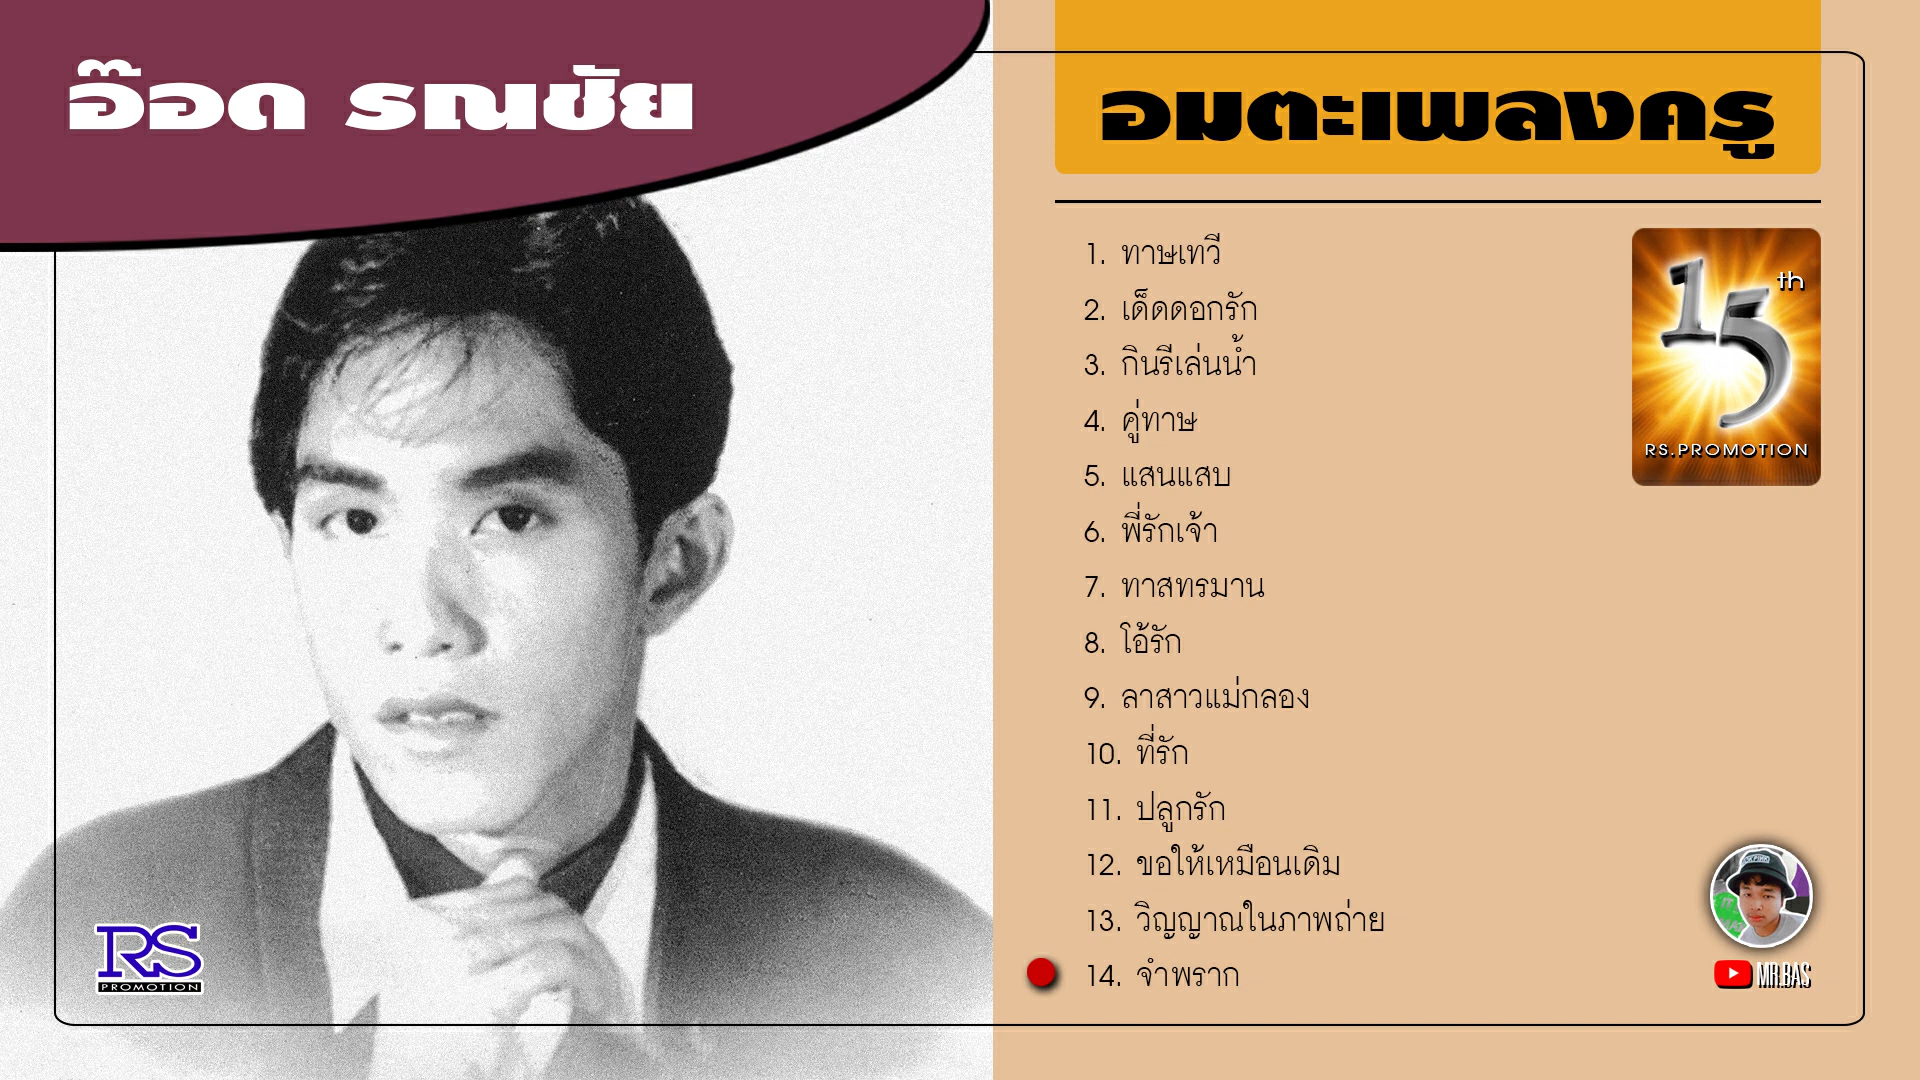 อ๊อด รณชัย
อมตะเพลงครู
1. ทาษเทวี
2. เด็ดดอกรัก
3. กินรีเล่นน้ำ
4. คู่ทาษ
5. แสนแสบ
6. พี่รักเจ้า
7. ทาสทรมาน
8. โอ้รัก
9. ลาสาวแม่กลอง
10. ที่รัก
11. ปลูกรัก
12. ขอให้เหมือนเดิม
13. วิญญาณในภาพถ่าย
14. จำพราก
15th
RS.PROMOTION
RS
PROMOTION
MR.BAS